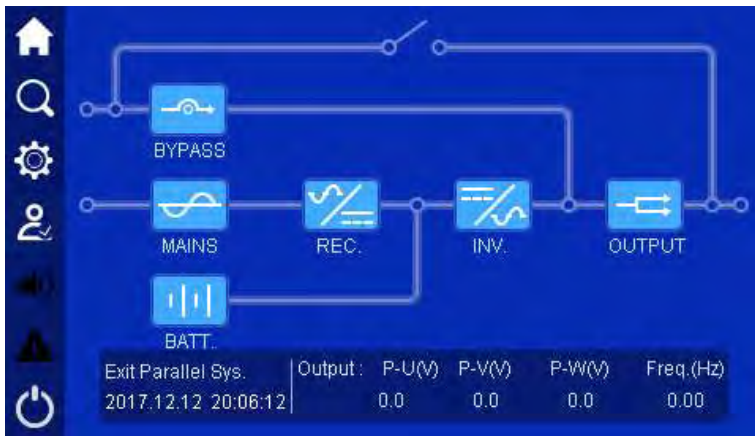 BYPASS
MAINS
REC.
INV.
OUTPUT
BATT.
Exit Parallel Sys.
Output : P-U(V) P-V(V) P-W(V) Freq.(Hz)
2017.12.12 20:06:12 0.0 0.0 0.0 0.00